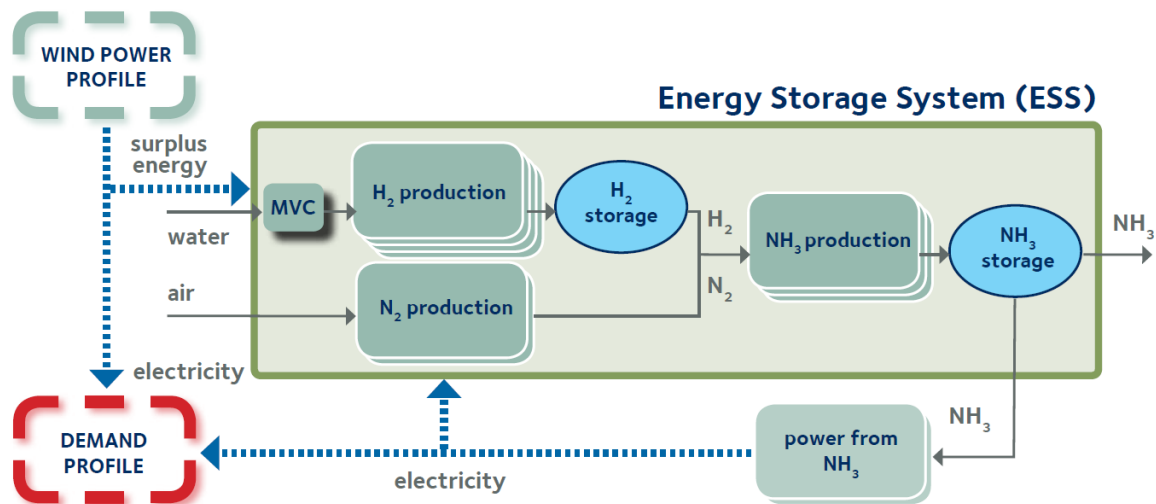 WIND POWER
PROFILE
Energy Storage System (ESS)
surplus
energy
MVC
H₂ production
H₂
storage
water
H₂
N₂
NH₃ production
NH₃
storage
NH₃
air
N₂ production
electricity
DEMAND
PROFILE
NH₃
power from
NH₃
electricity